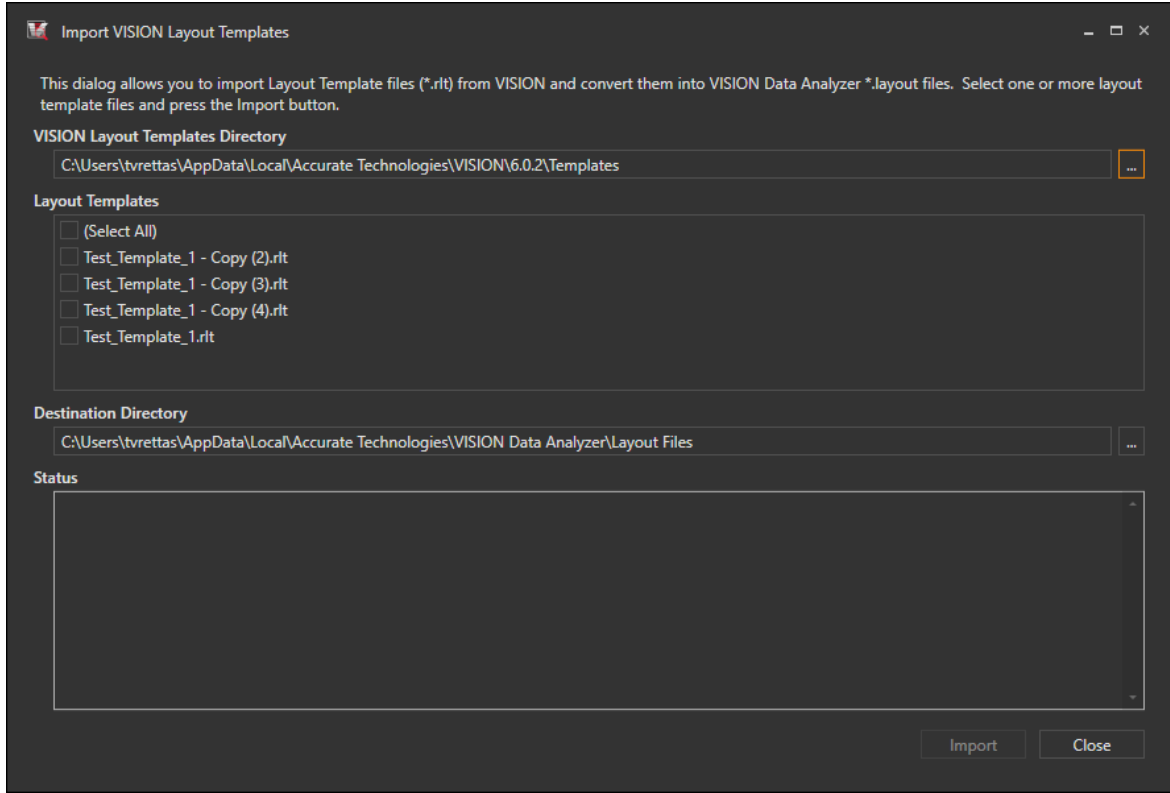 Import VISION Layout Templates
This dialog allows you to import Layout Template files (*.rlt) from VISION and convert them into VISION Data Analyzer *.layout files.  Select one or more layout
template files and press the Import button.
VISION Layout Templates Directory
C:\Users\tvrettas\AppData\Local\Accurate Technologies\VISION\6.0.2\Templates
...
Layout Templates
(Select All)
Test_Template_1 - Copy (2).rlt
Test_Template_1 - Copy (3).rlt
Test_Template_1 - Copy (4).rlt
Test_Template_1.rlt
Destination Directory
C:\Users\tvrettas\AppData\Local\Accurate Technologies\VISION Data Analyzer\Layout Files
...
Status
Import
Close